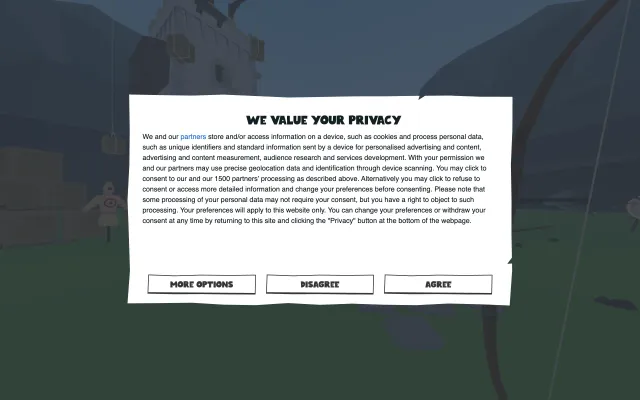 WE VALUE YOUR PRIVACY
We and our partners store and/or access information on a device, such as cookies and process personal data,
such as unique identifiers and standard information sent by a device for personalised advertising and content,
advertising and content measurement, audience research and services development. With your permission we
and our partners may use precise geolocation data and identification through device scanning. You may click to
consent to our and our 1500 partners' processing as described above. Alternatively you may click to refuse to
consent or access more detailed information and change your preferences before consenting. Please note that
some processing of your personal data may not require your consent, but you have a right to object to such
processing. Your preferences will apply to this website only. You can change your preferences or withdraw your
consent at any time by returning to this site and clicking the "Privacy" button at the bottom of the webpage.
MORE OPTIONS
DISAGREE
AGREE